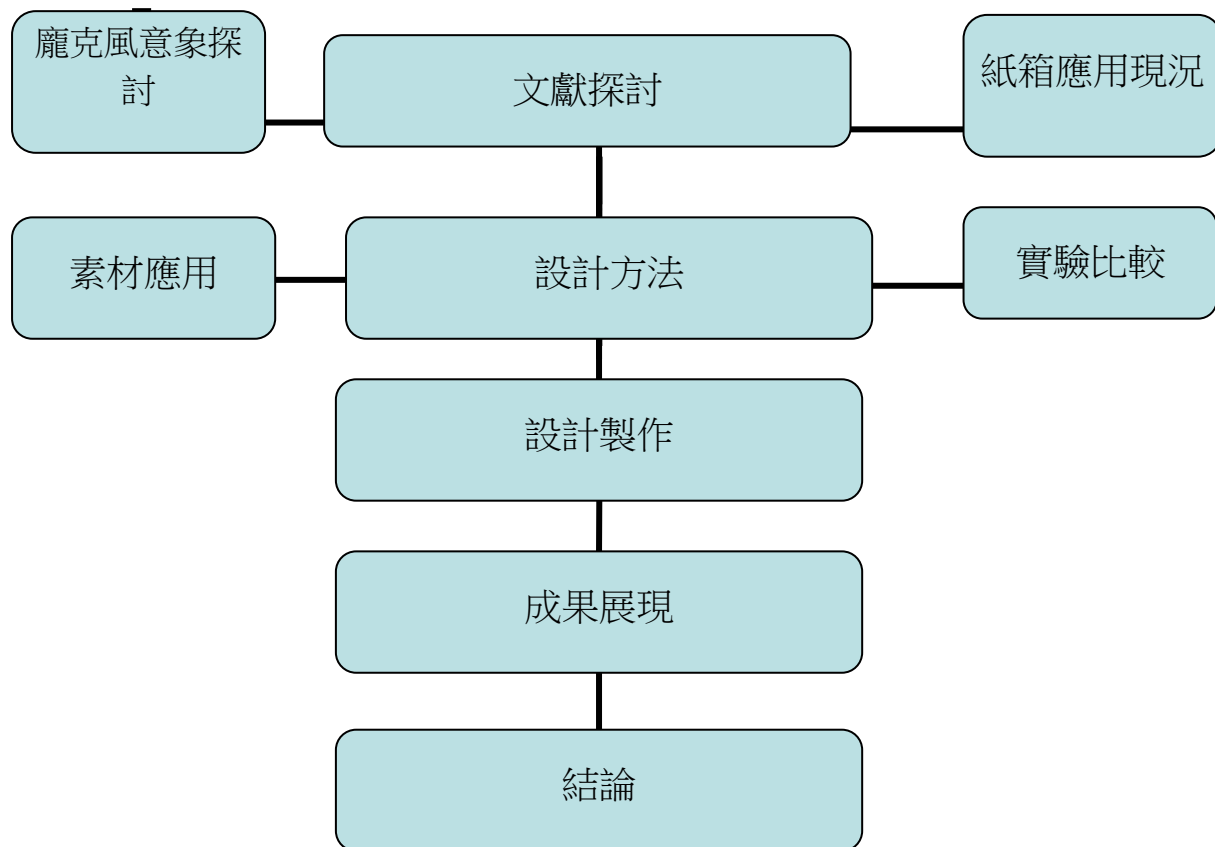 龐克風意象探
討
文獻探討
紙箱應用現況
素材應用
設計方法
實驗比較
設計製作
成果展現
結論